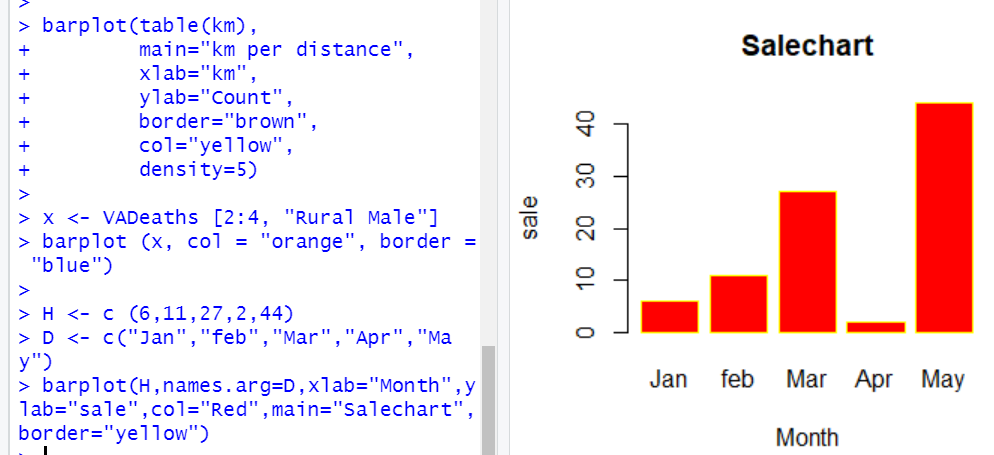 >
> barplot(table(km),
+         main="km per distance",
+         xlab="km",
+         ylab="Count",
+         border="brown",
+         col="yellow",
+         density=5)
>
> x <- VADeaths [2:4, "Rural Male"]
> barplot (x, col = "orange", border =
 "blue")
>
> H <- c (6,11,27,2,44)
> D <- c("Jan","feb","Mar","Apr","Ma
y")
> barplot(H,names.arg=D,xlab="Month",y
lab="sale",col="Red",main="Salechart",
border="yellow")
>
Salechart
sale
40
30
20
10
0
Jan feb Mar Apr May
Month